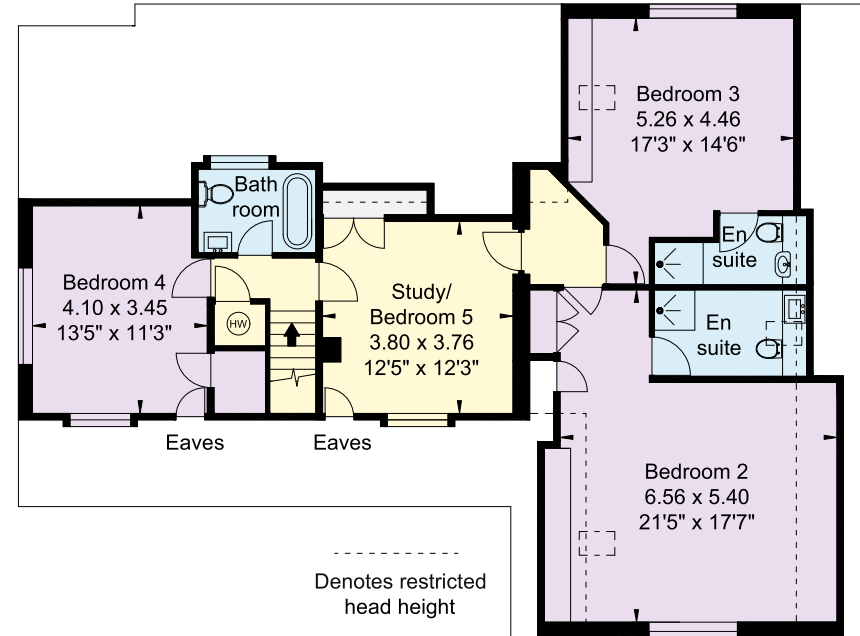 Bedroom 3
5.26 x 4.46
17'3" x 14'6"
Bath
room
En
suite
Bedroom 4
4.10 x 3.45
13'5" x 11'3"
Study/
Bedroom 5
3.80 x 3.76
12'5" x 12'3"
HW
En
suite
Eaves
Eaves
Bedroom 2
6.56 x 5.40
21'5" x 17'7"
Denotes restricted
head height